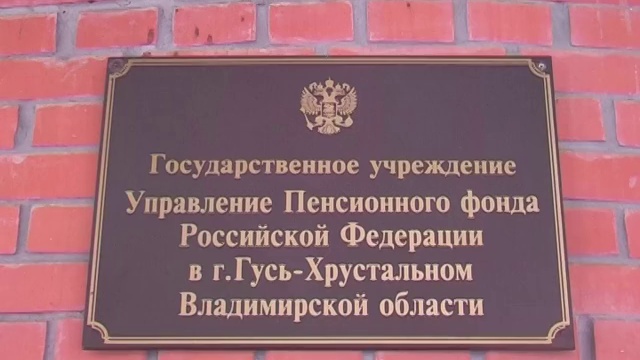 Государственное учреждение
Управление Пенсионного фонда
Российской Федерации
в г.Гусь-Хрустальном
Владимирской области